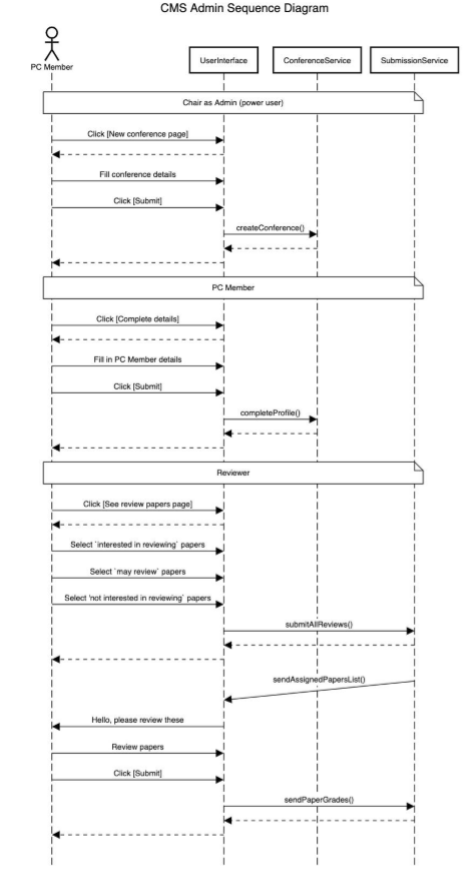 CMS Admin Sequence Diagram
PC Member
UserInterface
ConferenceService
SubmissionService
Chair as Admin (power user)
Click [New conference page]
Fill conference details
Click [Submit]
createConference()
PC Member
Click [Complete details]
Fill in PC Member details
Click [Submit]
completeProfile()
Reviewer
Click [See review papers page]
Select `interested in reviewing` papers
Select `may review` papers
Select 'not interested in reviewing` papers
submitAllReviews()
sendAssignedPapersList()
Hello, please review these
Review papers
Click [Submit]
sendPaperGrades()